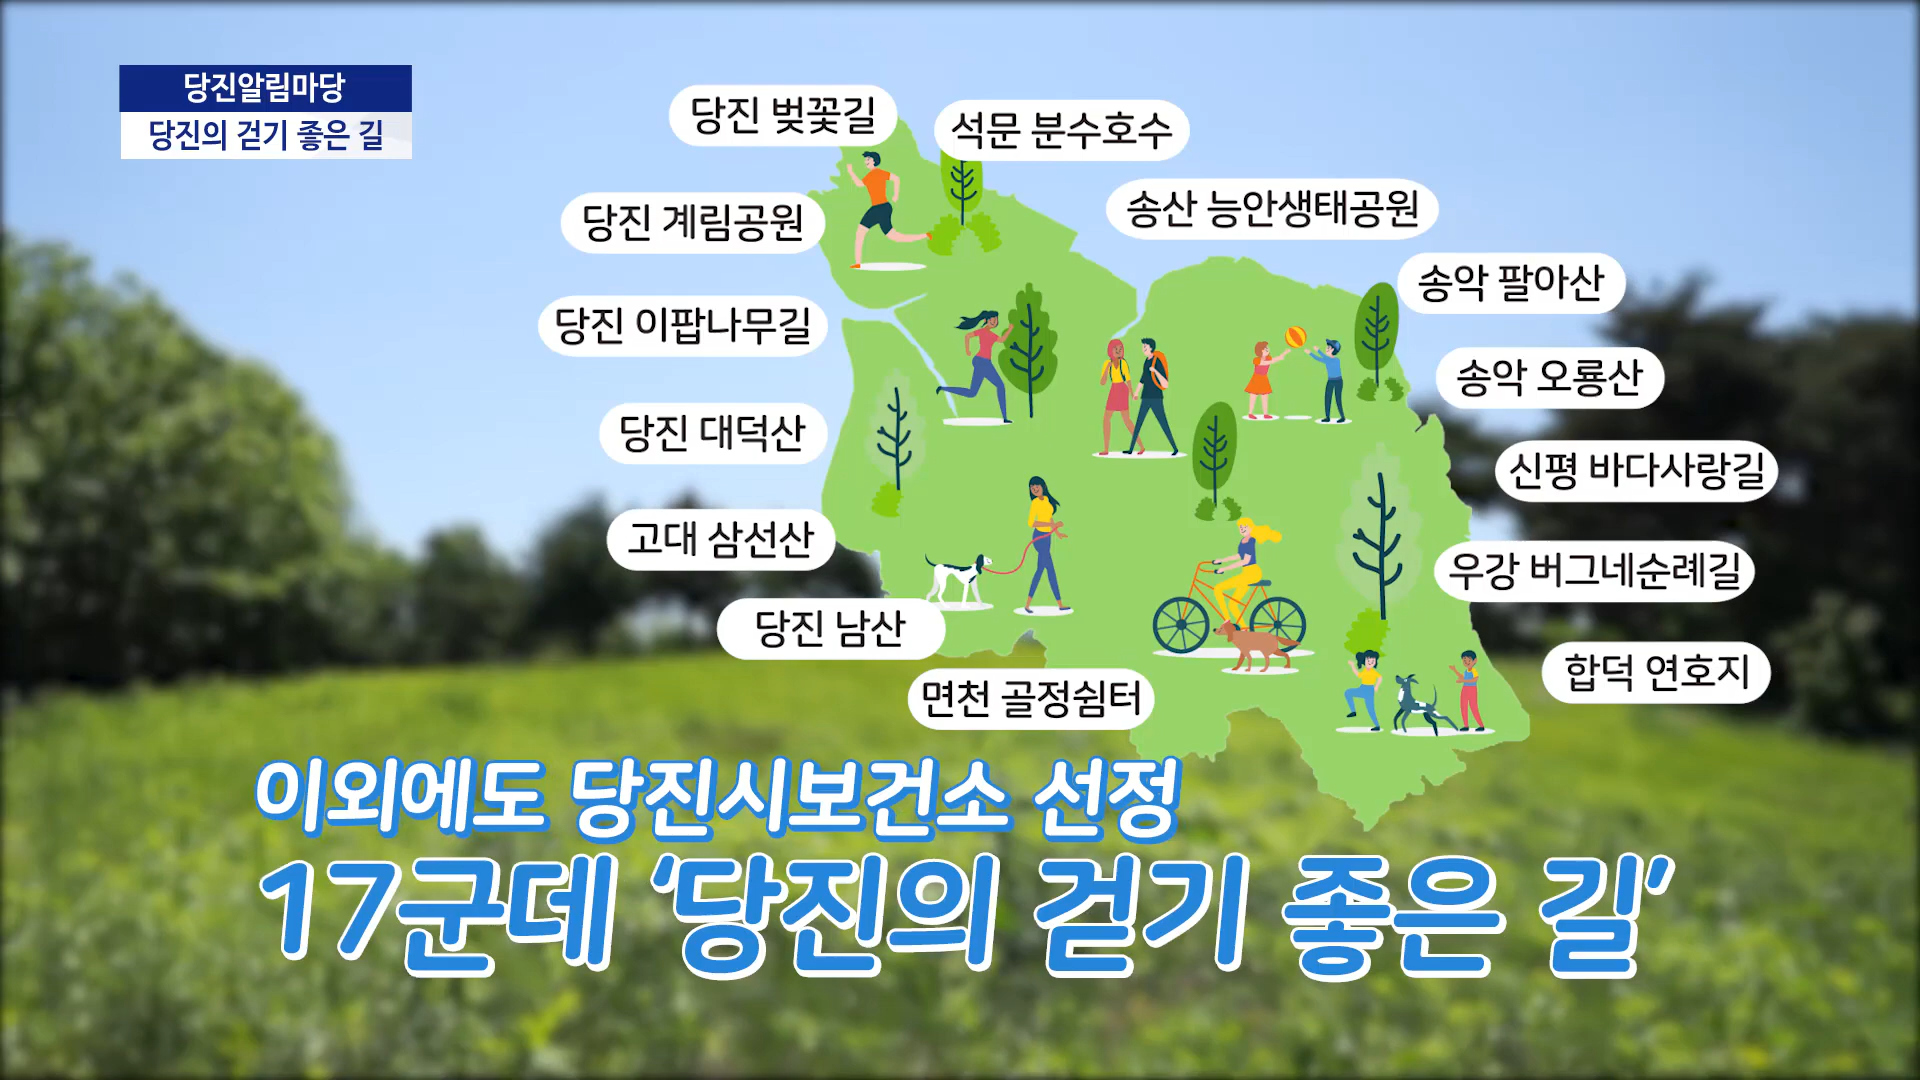 당진알림마당
당진의 걷기 좋은 길
당진 벚꽃길
석문 분수호수
당진 계림공원
송산 능안생태공원
송악 팔아산
당진 이팝나무길
송악 오룡산
당진 대덕산
신평 바다사랑길
고대 삼선산
우강 버그네순례길
당진 남산
합덕 연호지
면천 골정쉼터
이외에도 당진시보건소 선정
17군데 ‘당진의 걷기 좋은 길’